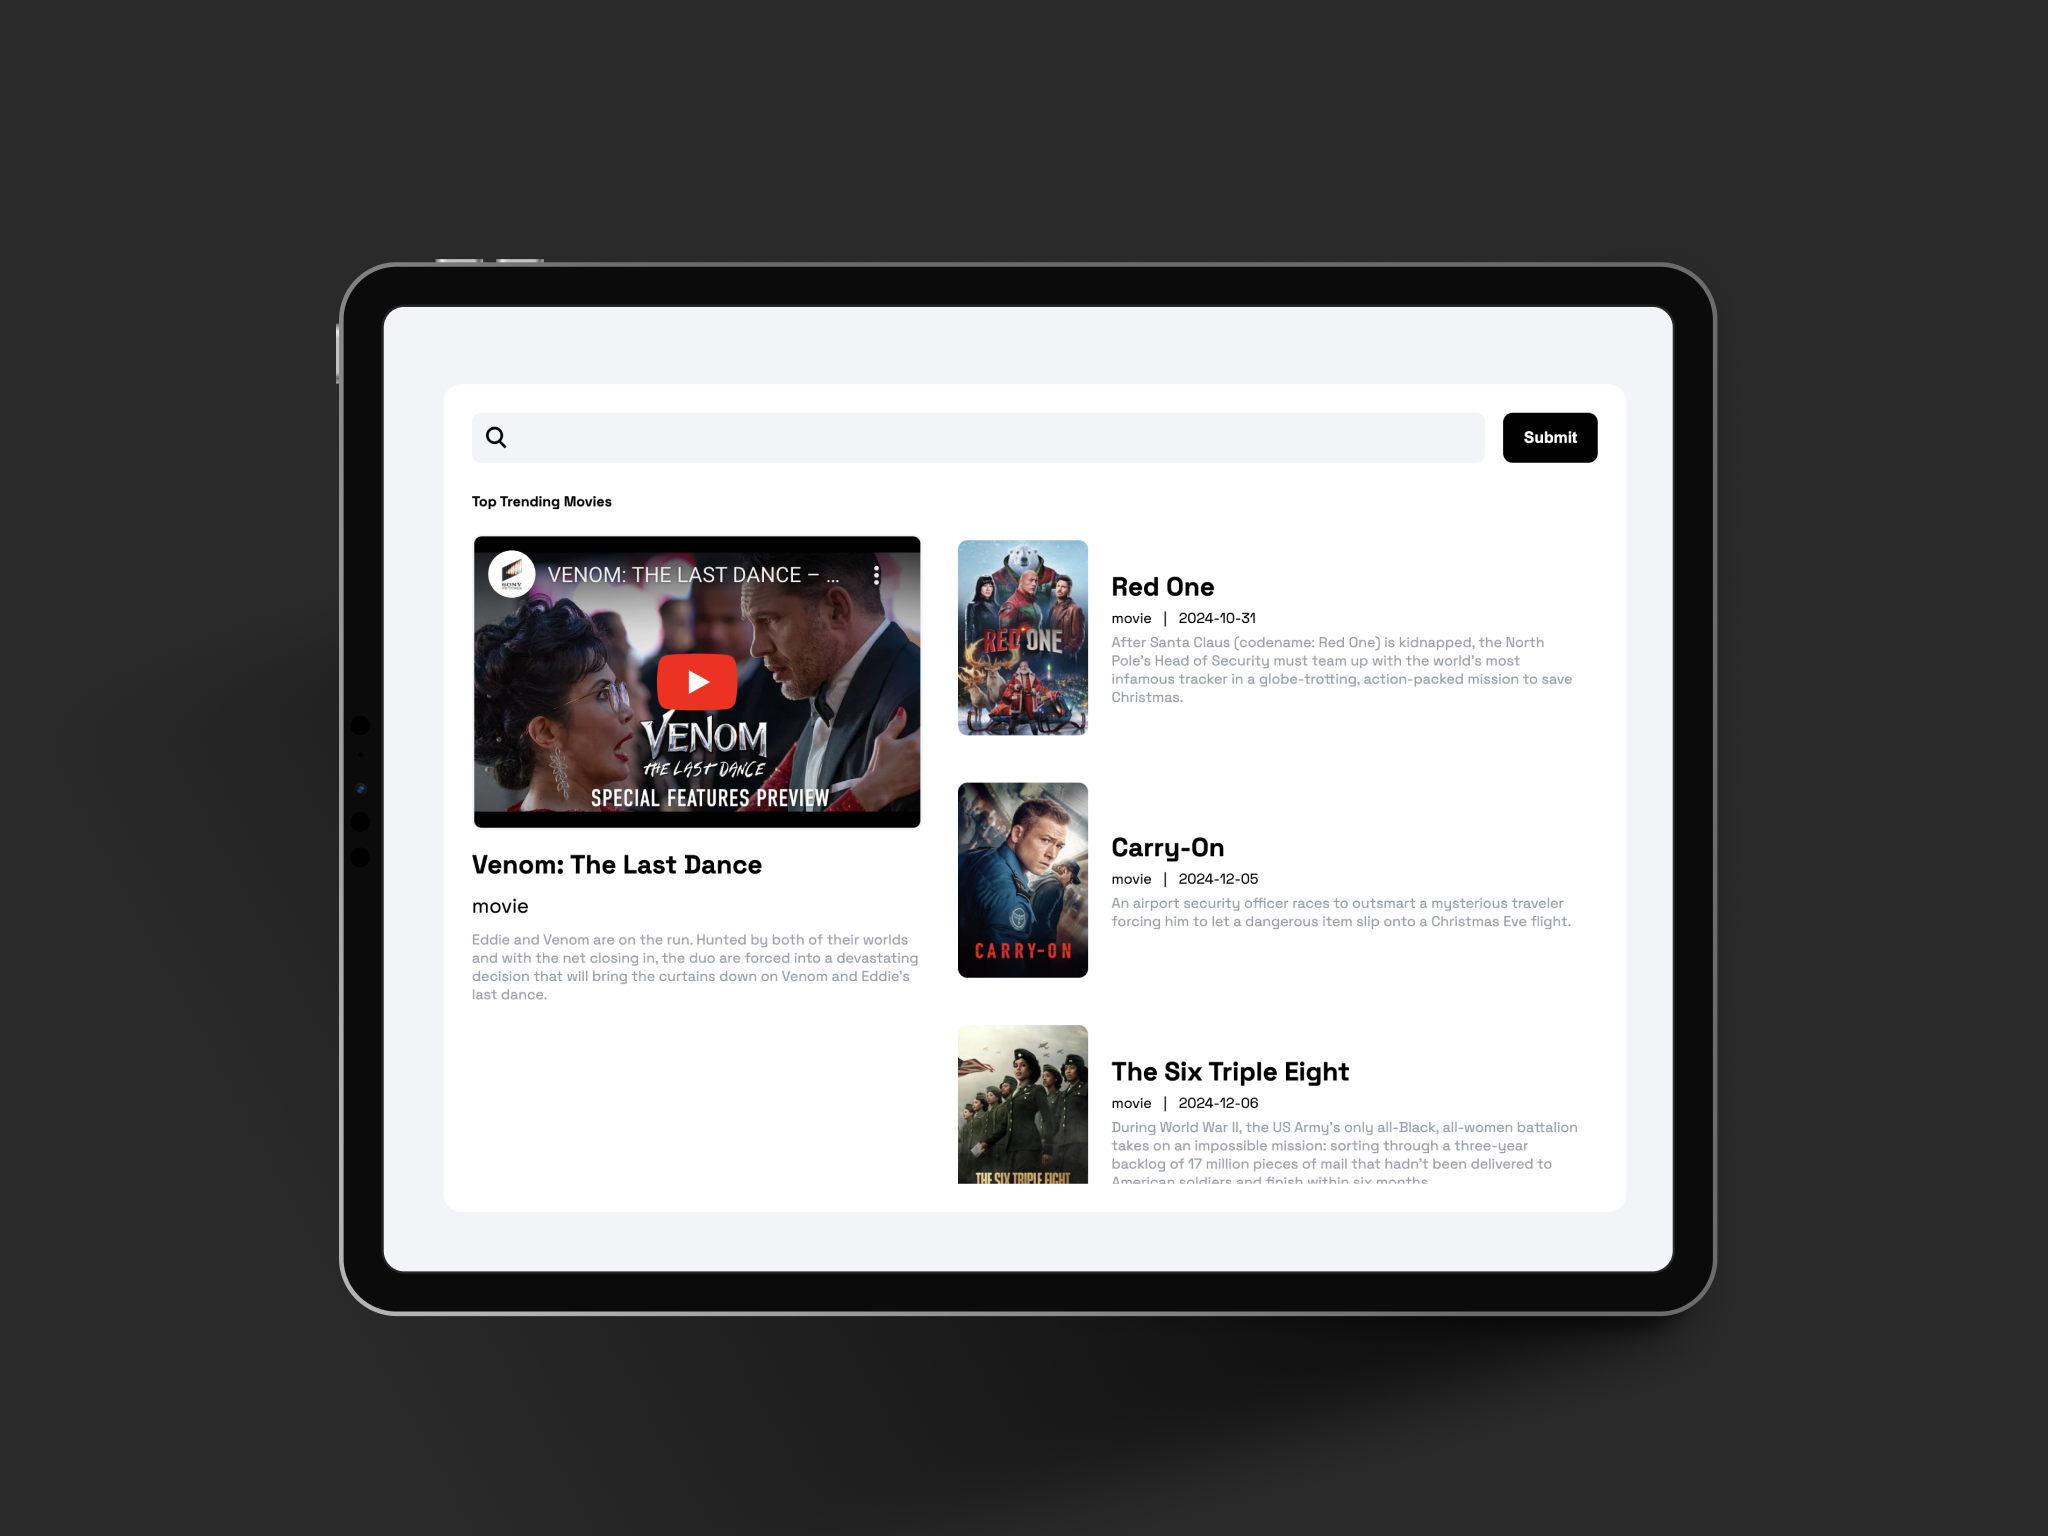 Submit
Top Trending Movies
SONY
VENOM: THE LAST DANCE – ...
VENOM
THE LAST DANCE
SPECIAL FEATURES PREVIEW
Venom: The Last Dance
movie
Eddie and Venom are on the run. Hunted by both of their worlds
and with the net closing in, the duo are forced into a devastating
decision that will bring the curtains down on Venom and Eddie's
last dance.
RED ONE
Red One
movie | 2024-10-31
After Santa Claus (codename: Red One) is kidnapped, the North
Pole's Head of Security must team up with the world's most
infamous tracker in a globe-trotting, action-packed mission to save
Christmas.
CARRY-ON
Carry-On
movie | 2024-12-05
An airport security officer races to outsmart a mysterious traveler
forcing him to let a dangerous item slip onto a Christmas Eve flight.
THE SIX TRIPLE EIGHT
The Six Triple Eight
movie | 2024-12-06
During World War II, the US Army's only all-Black, all-women battalion
takes on an impossible mission: sorting through a three-year
backlog of 17 million pieces of mail that hadn't been delivered to
American soldiers and finish within six months.